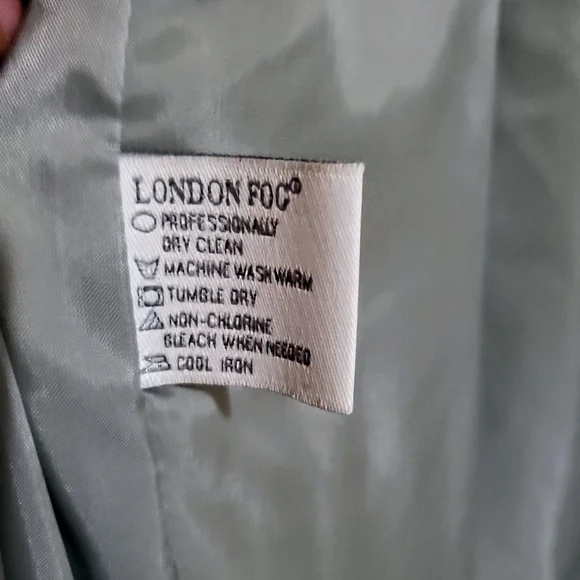 LONDON FOG®
PROFESSIONALLY
DRY CLEAN
MACHINE WASH WARM
TUMBLE DRY
NON-CHLORINE
BLEACH WHEN NEEDED
COOL IRON